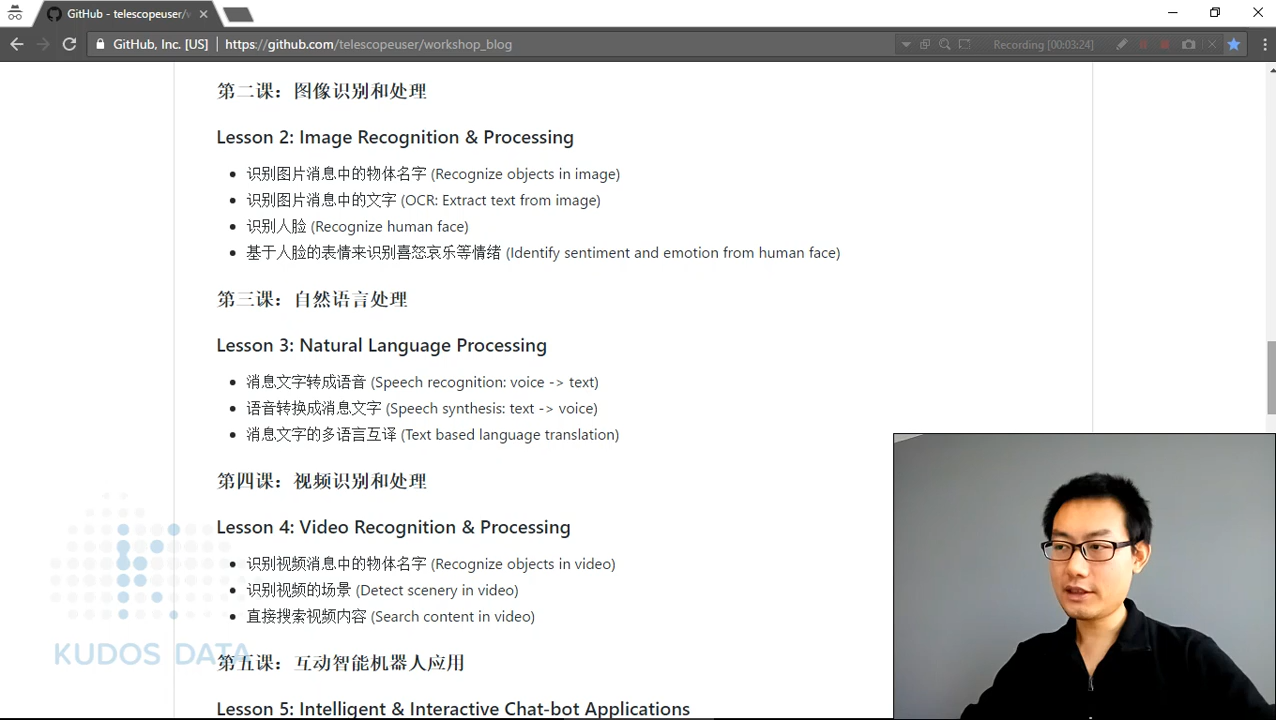 GitHub - telescopeuser/w
GitHub, Inc. [US] | https://github.com/telescopeuser/workshop_blog
Recording [00:03:24]
第二课：图像识别和处理
Lesson 2: Image Recognition & Processing
识别图片消息中的物体名字 (Recognize objects in image)
识别图片消息中的文字 (OCR: Extract text from image)
识别人脸 (Recognize human face)
基于人脸的表情来识别喜怒哀乐等情绪 (Identify sentiment and emotion from human face)
第三课：自然语言处理
Lesson 3: Natural Language Processing
消息文字转成语音 (Speech recognition: voice -> text)
语音转换成消息文字 (Speech synthesis: text -> voice)
消息文字的多语言互译 (Text based language translation)
第四课：视频识别和处理
Lesson 4: Video Recognition & Processing
识别视频消息中的物体名字 (Recognize objects in video)
识别视频的场景 (Detect scenery in video)
直接搜索视频内容 (Search content in video)
KUDOS DATA
第五课：互动智能机器人应用
Lesson 5: Intelligent & Interactive Chat-bot Applications